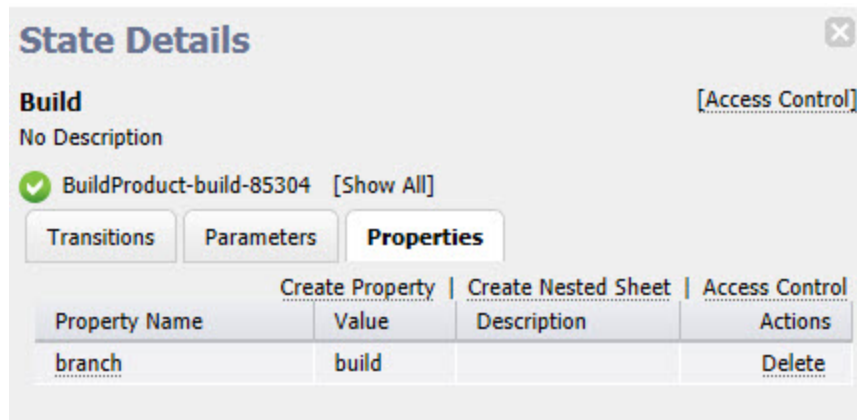 State Details
Build [Access Control]
No Description
BuildProduct-build-85304 [Show All]
Transitions Parameters Properties
Create Property | Create Nested Sheet | Access Control
Property Name Value Description Actions
branch build Delete